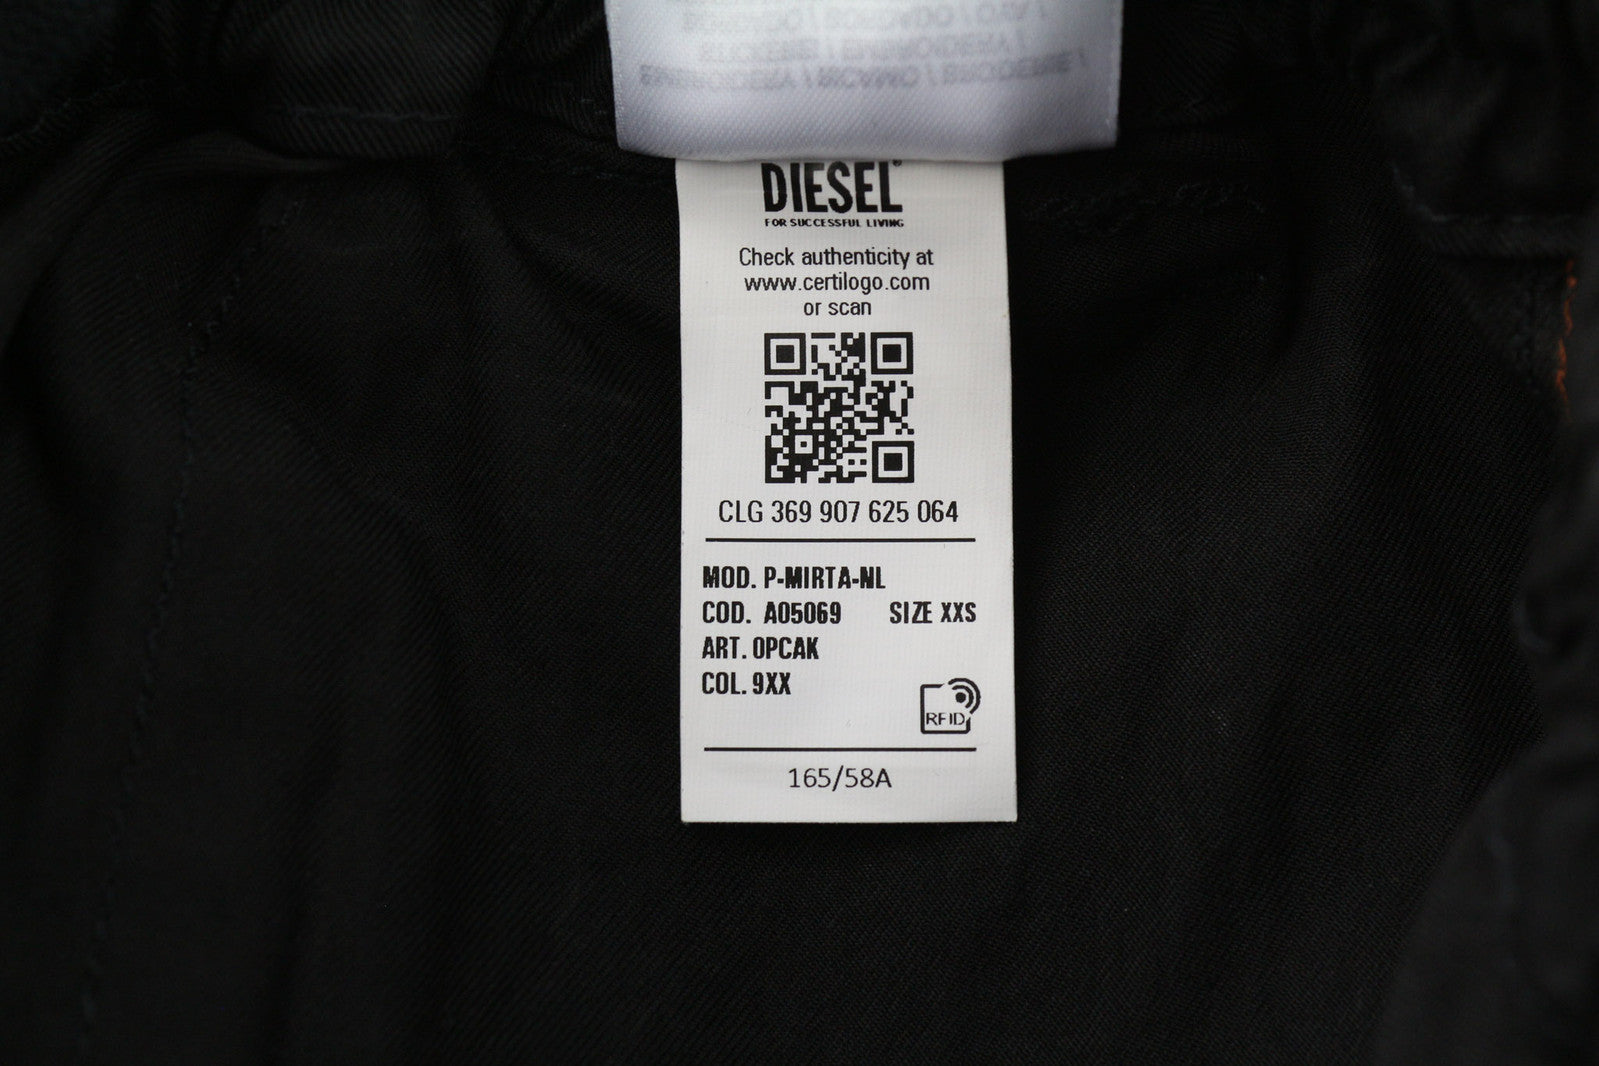 DIESEL®
FOR SUCCESSFUL LIVING
Check authenticity at
www.certilogo.com
or scan
CLG 369 907 625 064
MOD. P-MIRTA-NL
COD. A05069 SIZE XXS
ART. 0PCAK
COL. 9XX
RFID
165/58A